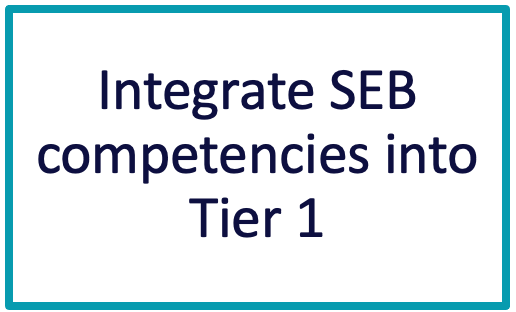 Integrate SEB
competencies into
Tier 1